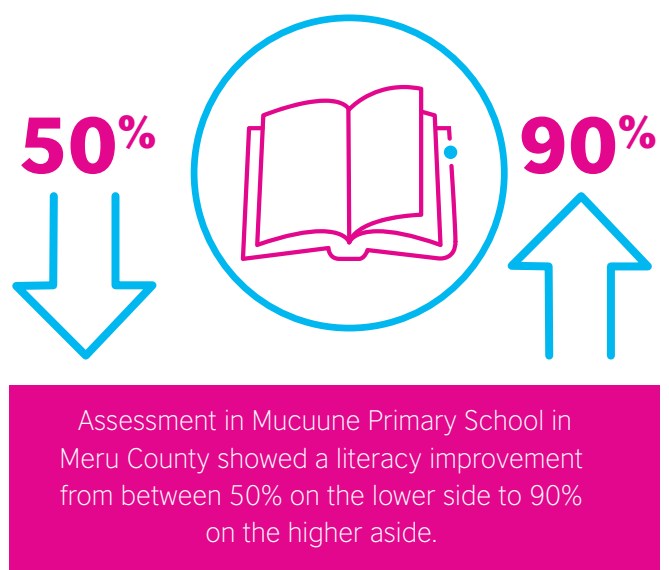 50%
90%
Assessment in Mucuune Primary School in
Meru County showed a literacy improvement
from between 50% on the lower side to 90%
on the higher aside.